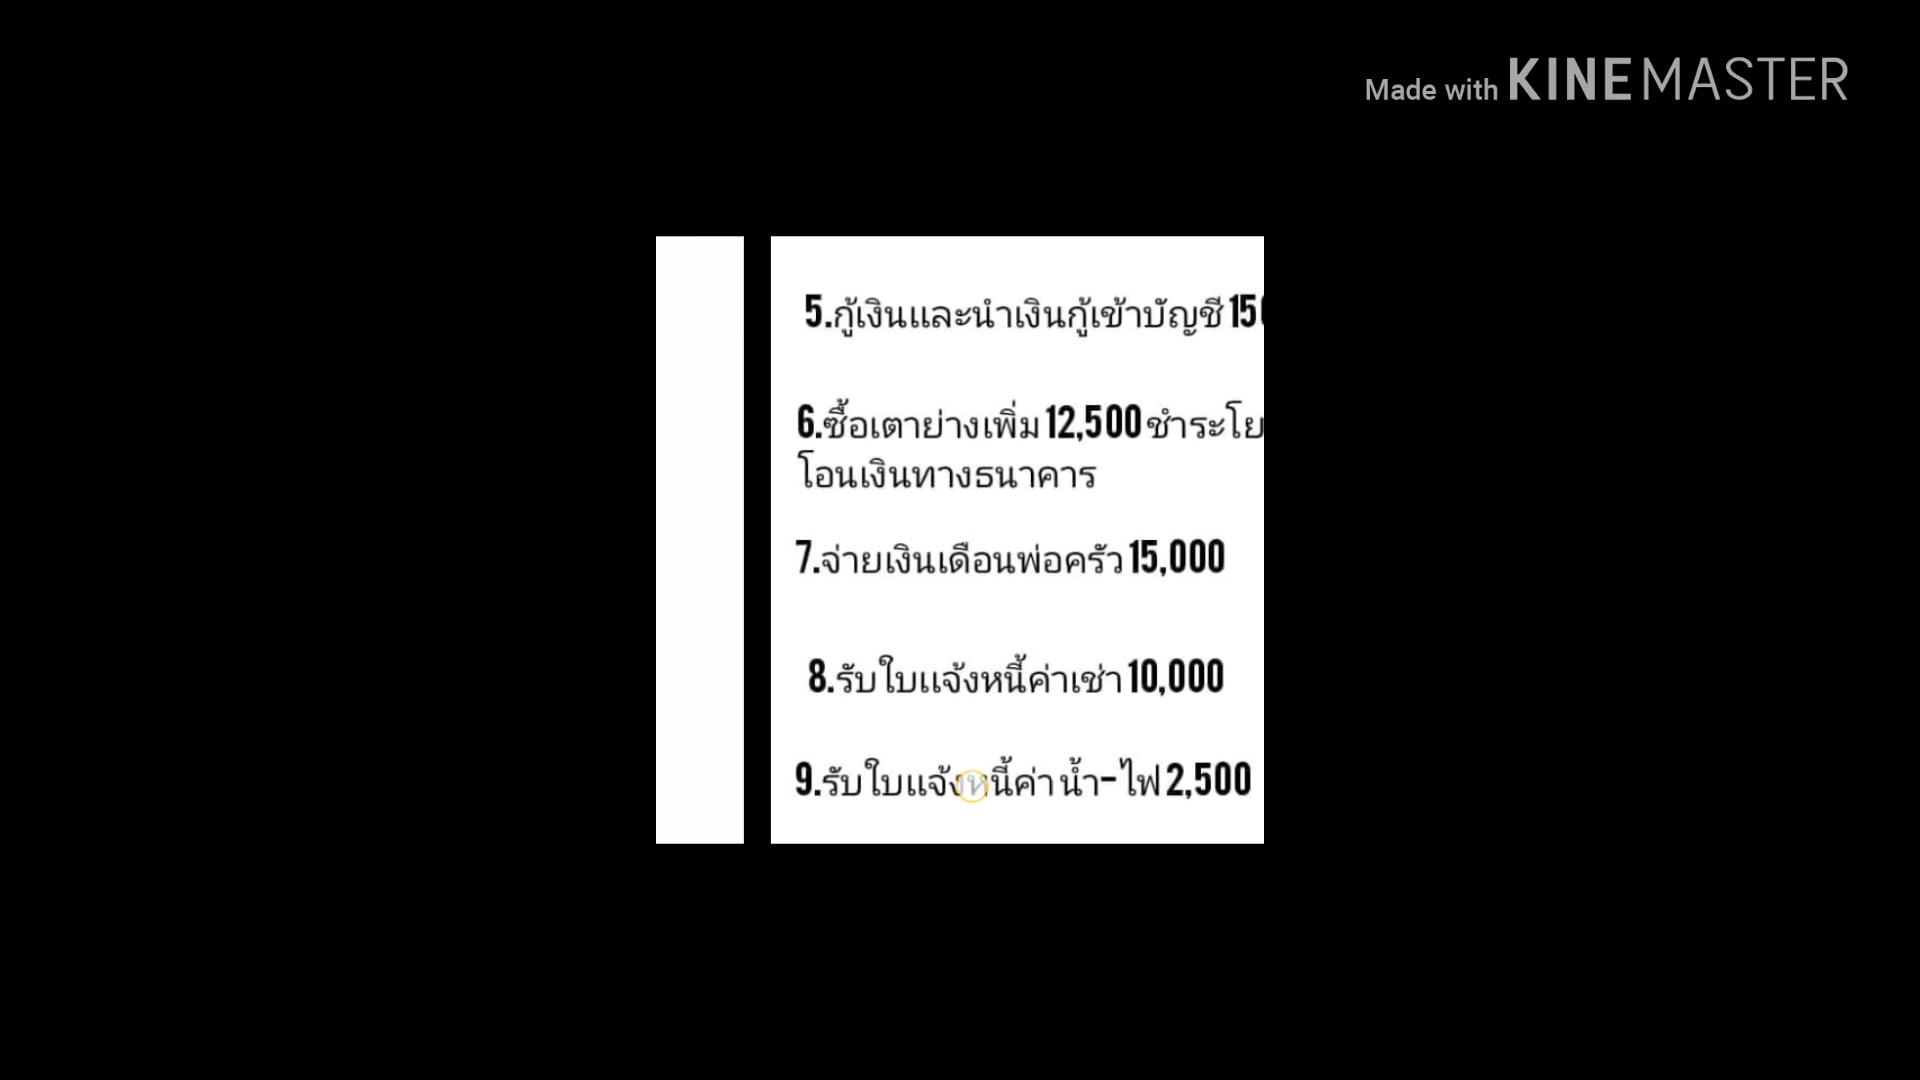 Made with KINEMASTER
5.กู้เงินและนำเงินกู้เข้าบัญชี
6.ซื้อเตาย่างเพิ่ม 12,500 ชำระ
โอนเงินทางธนาคาร
7.จ่ายเงินเดือนพ่อครัว 15,000
8.รับใบแจ้งหนี้ค่าเช่า 10,000
9.รับใบแจ้งหนี้ค่า น้ำ- ไฟ 2,500